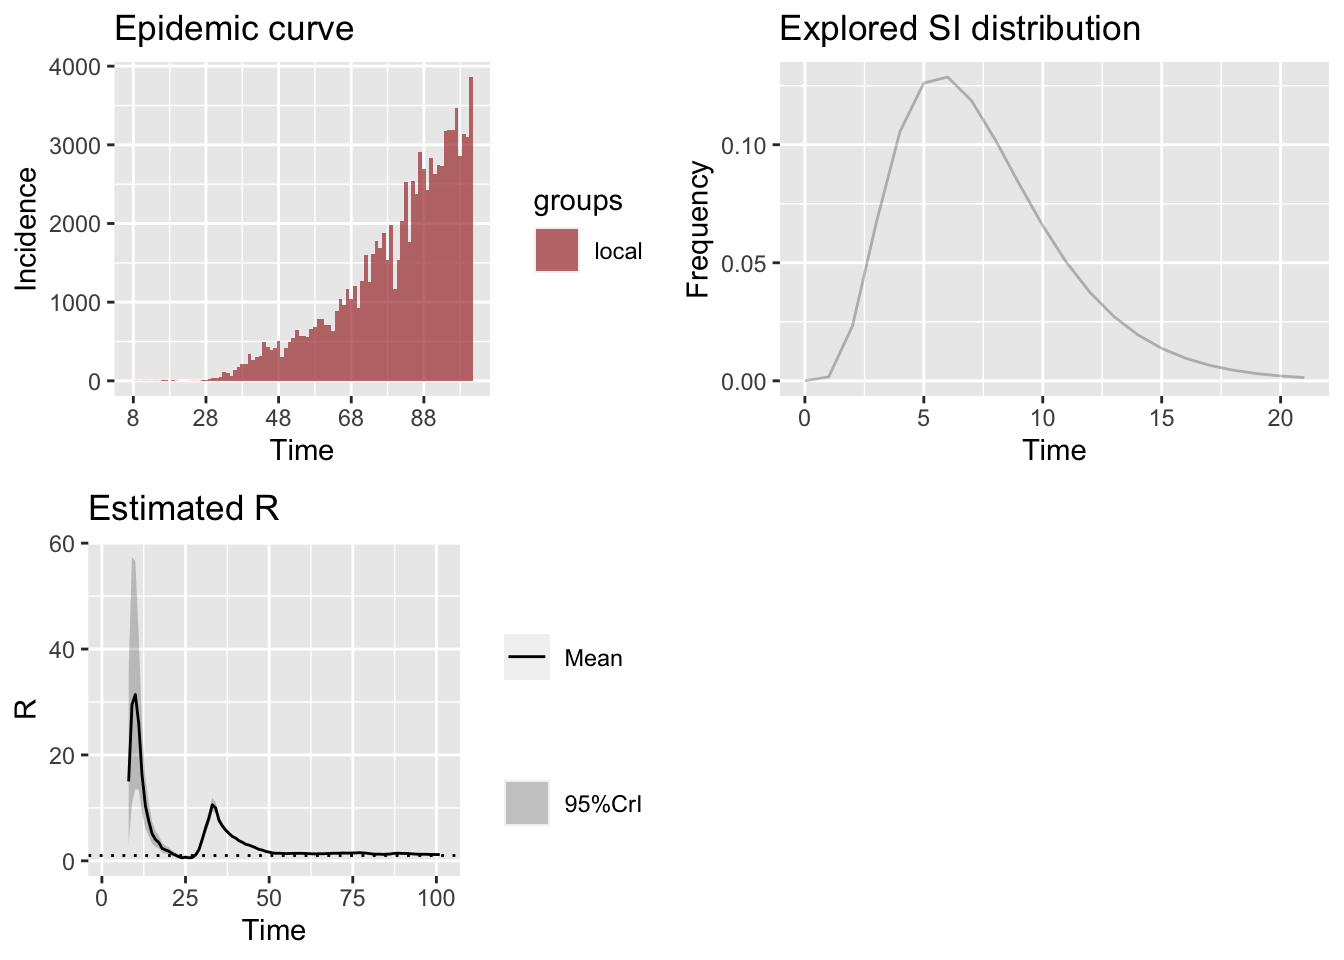 Epidemic curve
4000
3000
2000
1000
0
Incidence
8 28 48 68 88
Time
groups
local
Explored SI distribution
0.10
0.05
0.00
Frequency
0 5 10 15 20
Time
Estimated R
60
40
20
0
R
0 25 50 75 100
Time
Mean
95%CrI